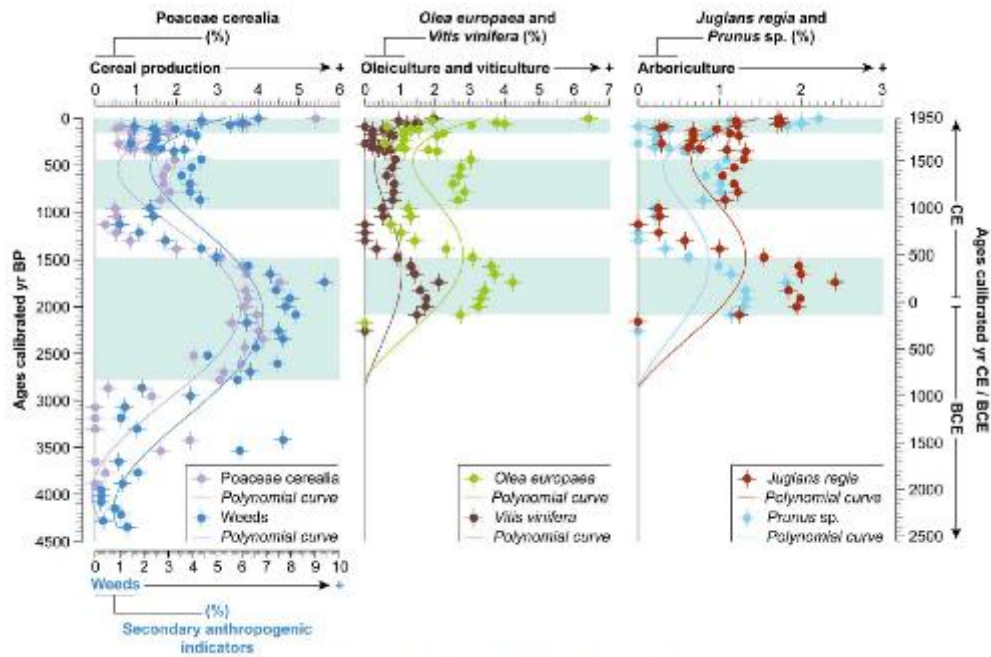 Poaceae cerealia
(%)
Cereal production +
0 1 2 3 4 5 6
Olea europaea and
Vitis vinifera (%)
Oleiculture and viticulture +
0 1 2 3 4 5 6 7
Juglans regia and
Prunus sp. (%)
Arboriculture +
0 1 2 3
Ages calibrated yr BP
0
500
1000
1500
2000
2500
3000
3500
4000
4500
Poaceae cerealia
Polynomial curve
Weeds
Polynomial curve
Olea europaea
Polynomial curve
Vitis vinifera
Polynomial curve
Juglans regia
Polynomial curve
Prunus sp.
Polynomial curve
1950
1500
1000
500
0
500
1000
1500
2000
2500
CE
BCE
Ages calibrated yr CE / BCE
0 1 2 3 4 5 6 7 8 9 10
Weeds +
(%)
Secondary anthropogenic
indicators